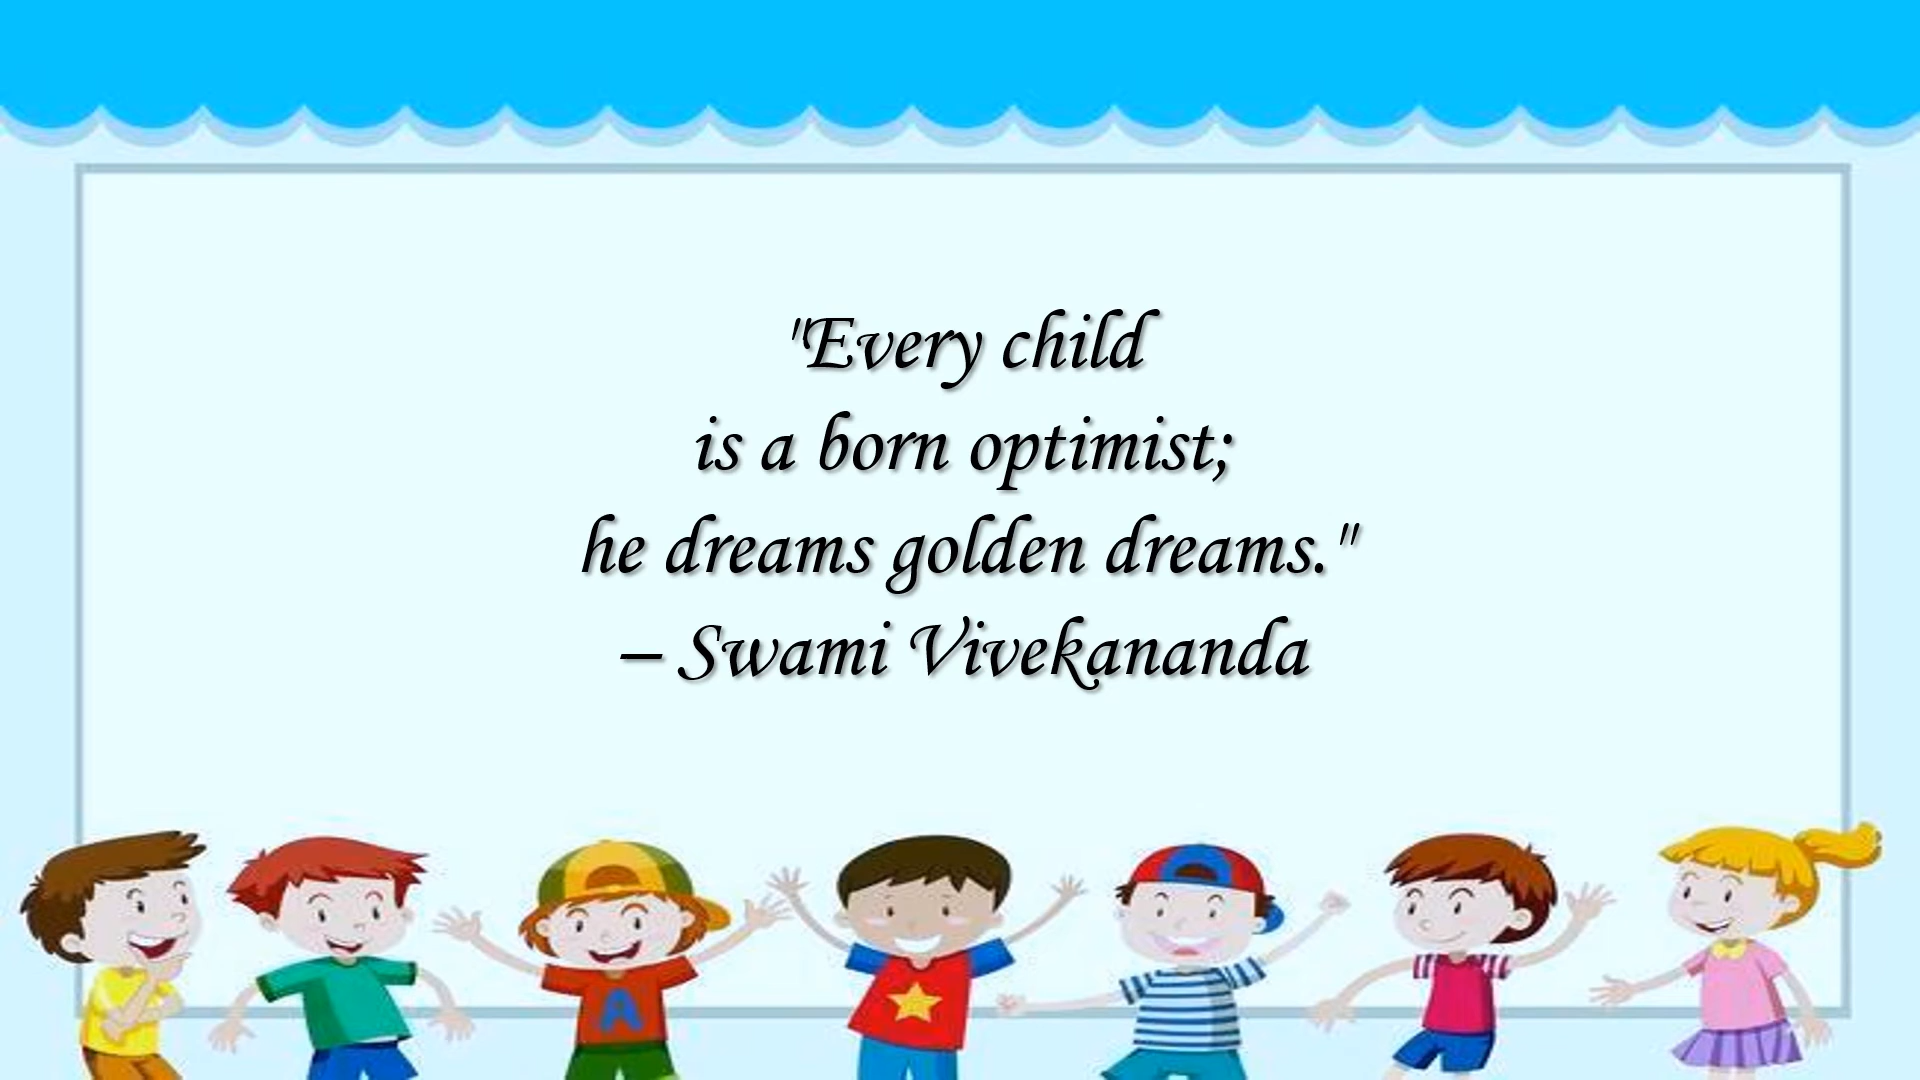 "Every child
is a born optimist;
he dreams golden dreams."
– Swami Vivekananda
A